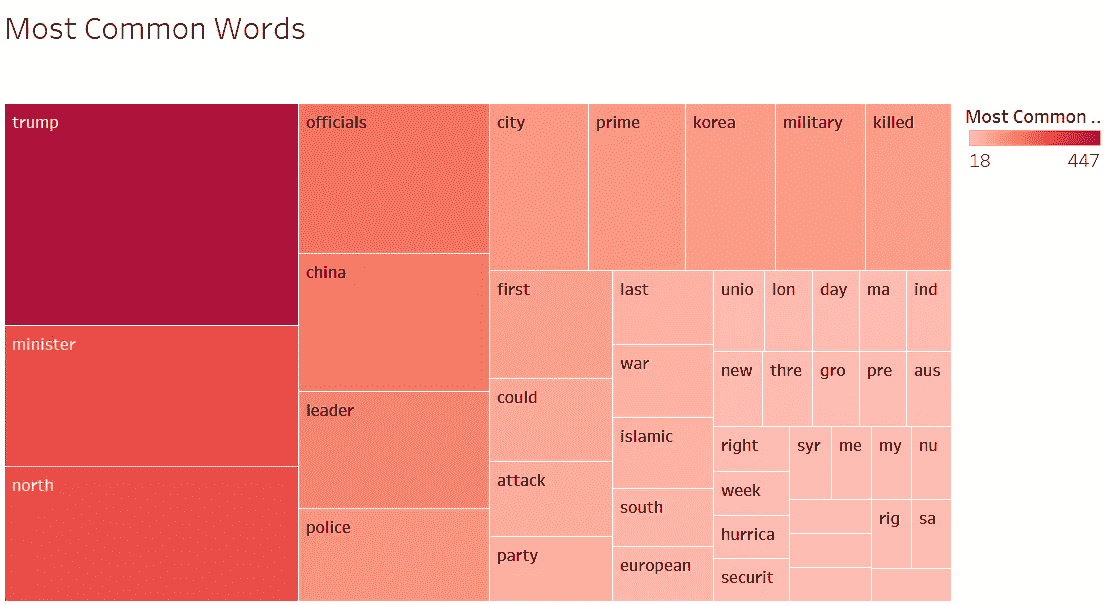 Most Common Words
trump
minister
north
officials
china
leader
police
city
prime
korea
military
killed
first
could
attack
party
last
war
islamic
south
european
unio
lon
day
ma
ind
new
thre
gro
pre
aus
right
week
hurrica
securit
syr
me
my
nu
rig
sa
Most Common ..
18 447